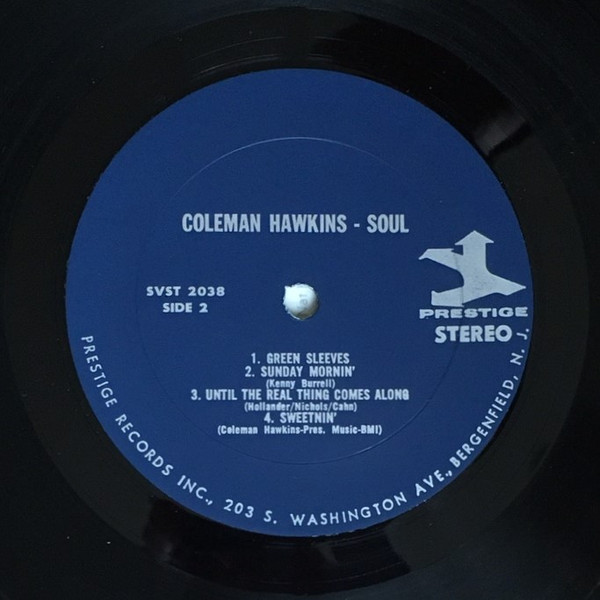 COLEMAN HAWKINS - SOUL
SVST 2038
SIDE 2
PRESTIGE
STEREO
1. GREEN SLEEVES
2. SUNDAY MORNIN'
(Kenny Burrell)
3. UNTIL THE REAL THING COMES ALONG
(Hollander/Nichols/Cahn)
4. SWEETNIN'
(Coleman Hawkins-Pres. Music-BMI)
PRESTIGE RECORDS INC., 203 S. WASHINGTON AVE., BERGENFIELD, N. J.